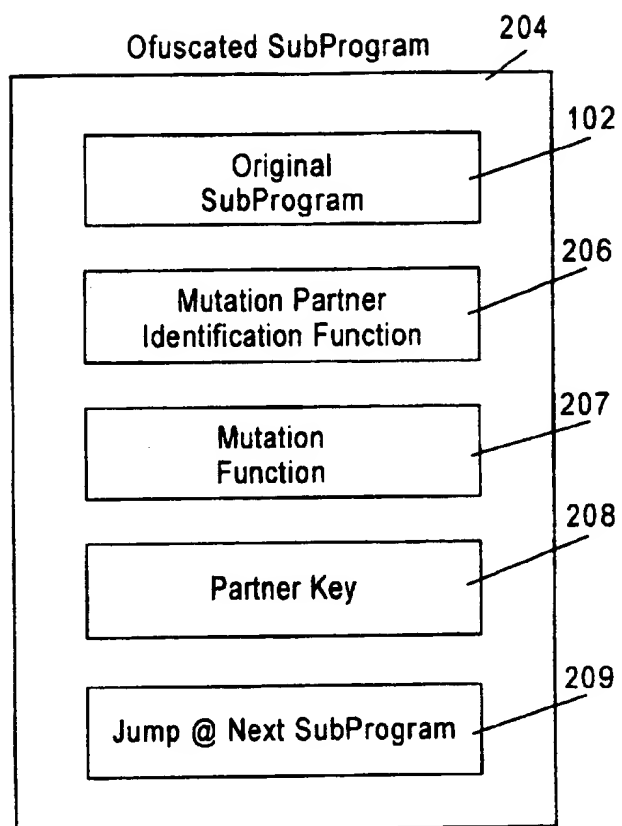 Ofuscated SubProgram
204
102
Original
SubProgram
206
Mutation Partner
Identification Function
207
Mutation
Function
208
Partner Key
209
Jump @ Next SubProgram